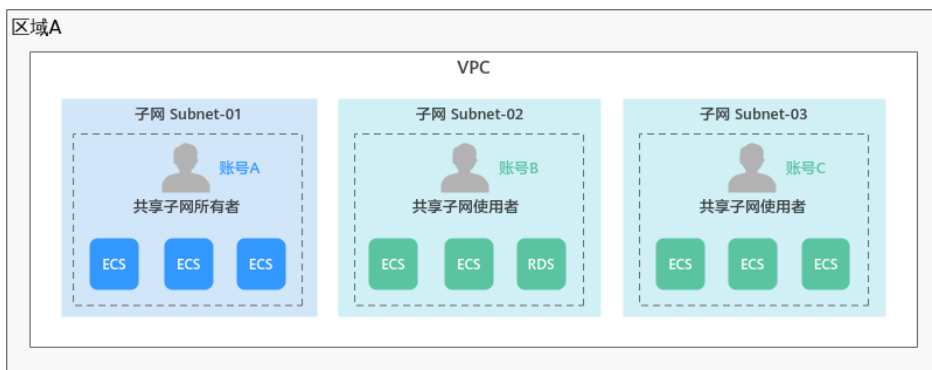 区域A
VPC
子网 Subnet-01
账号A
共享子网所有者
ECS ECS ECS
子网 Subnet-02
账号B
共享子网使用者
ECS ECS RDS
子网 Subnet-03
账号C
共享子网使用者
ECS ECS ECS